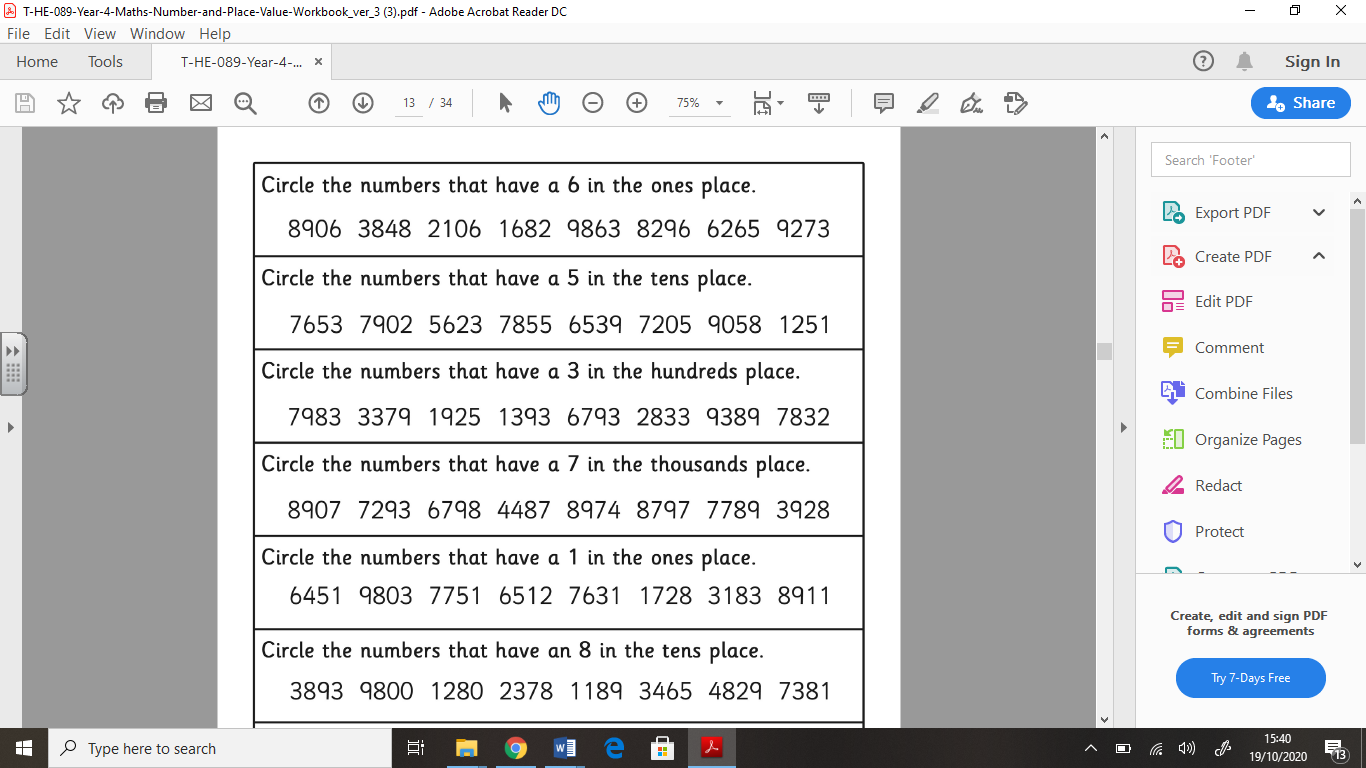 T-HE-089-Year-4-Maths-Number-and-Place-Value-Workbook_ver_3 (3).pdf - Adobe Acrobat Reader DC
File Edit View Window Help
Home Tools T-HE-089-Year-4-... × Sign In
13 / 34 75% Share
Circle the numbers that have a 6 in the ones place.
8906 3848 2106 1682 9863 8296 6265 9273
Circle the numbers that have a 5 in the tens place.
7653 7902 5623 7855 6539 7205 9058 1251
Circle the numbers that have a 3 in the hundreds place.
7983 3379 1925 1393 6793 2833 9389 7832
Circle the numbers that have a 7 in the thousands place.
8907 7293 6798 4487 8974 8797 7789 3928
Circle the numbers that have a 1 in the ones place.
6451 9803 7751 6512 7631 1728 3183 8911
Circle the numbers that have an 8 in the tens place.
3893 9800 1280 2378 1189 3465 4829 7381
Search 'Footer'
Export PDF
Create PDF
Edit PDF
Comment
Combine Files
Organize Pages
Redact
Protect
Create, edit and sign PDF
forms & agreements
Try 7-Days Free
Type here to search
15:40
19/10/2020
13